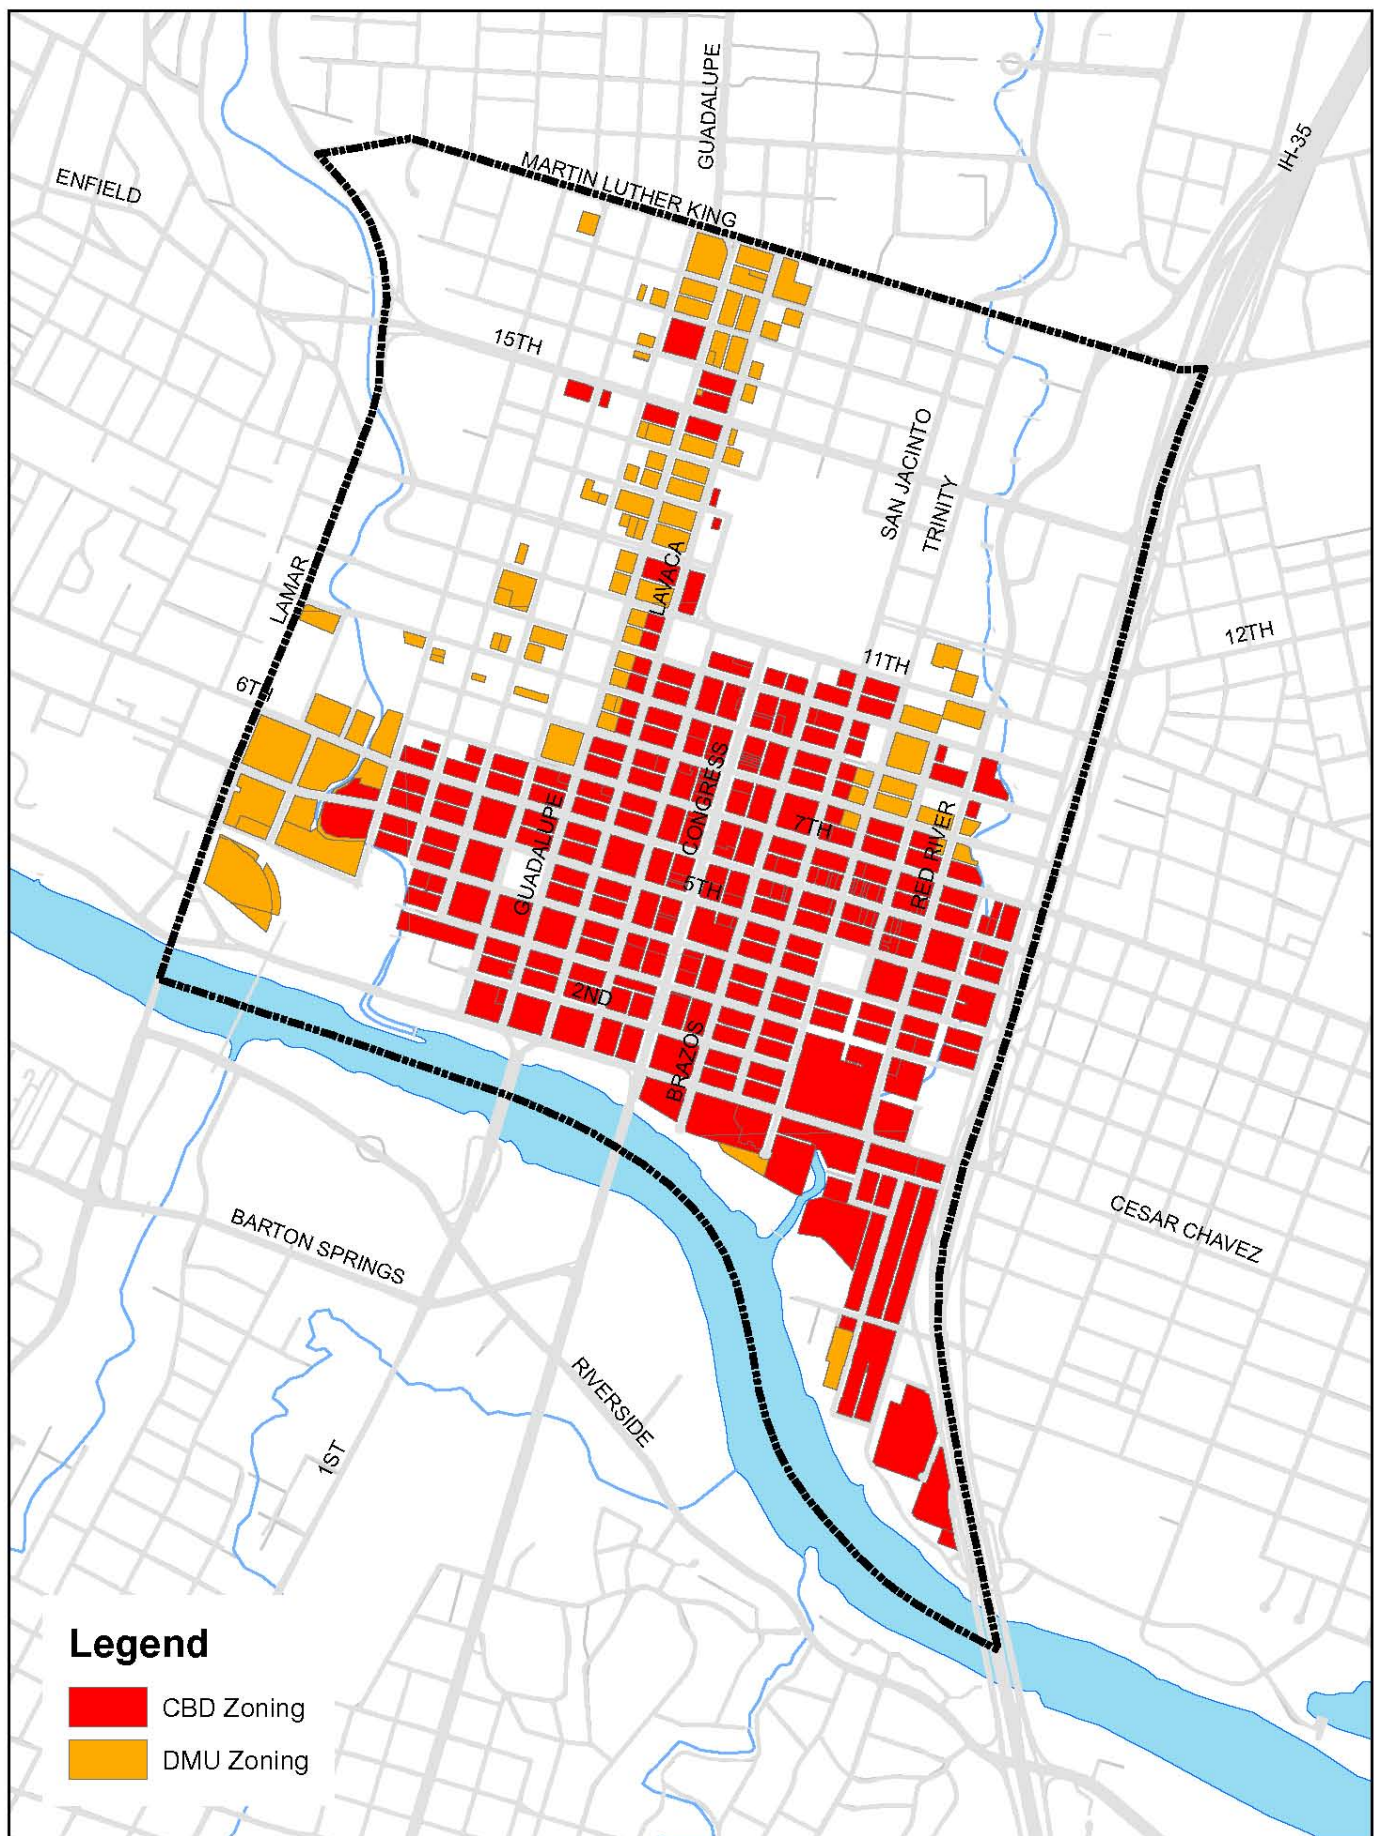 GUADALUPE
IH-35
MARTIN LUTHER KING
ENFIELD
15TH
SAN JACINTO
TRINITY
LAVACA
LAMAR
12TH
11TH
6TH
CONGRESS
GUADALUPE
7TH
RED RIVER
5TH
2ND
BRAZOS
CESAR CHAVEZ
BARTON SPRINGS
RIVERSIDE
1ST
Legend
CBD Zoning
DMU Zoning